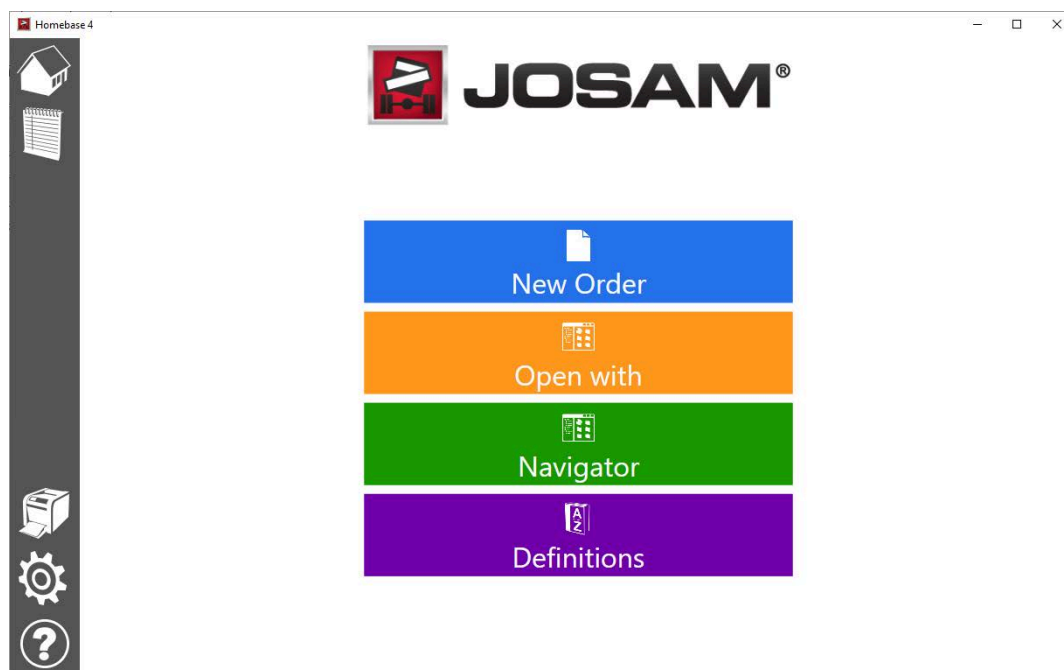 Homebase 4
JOSAM®
New Order
Open with
Navigator
A
Z
Definitions
?